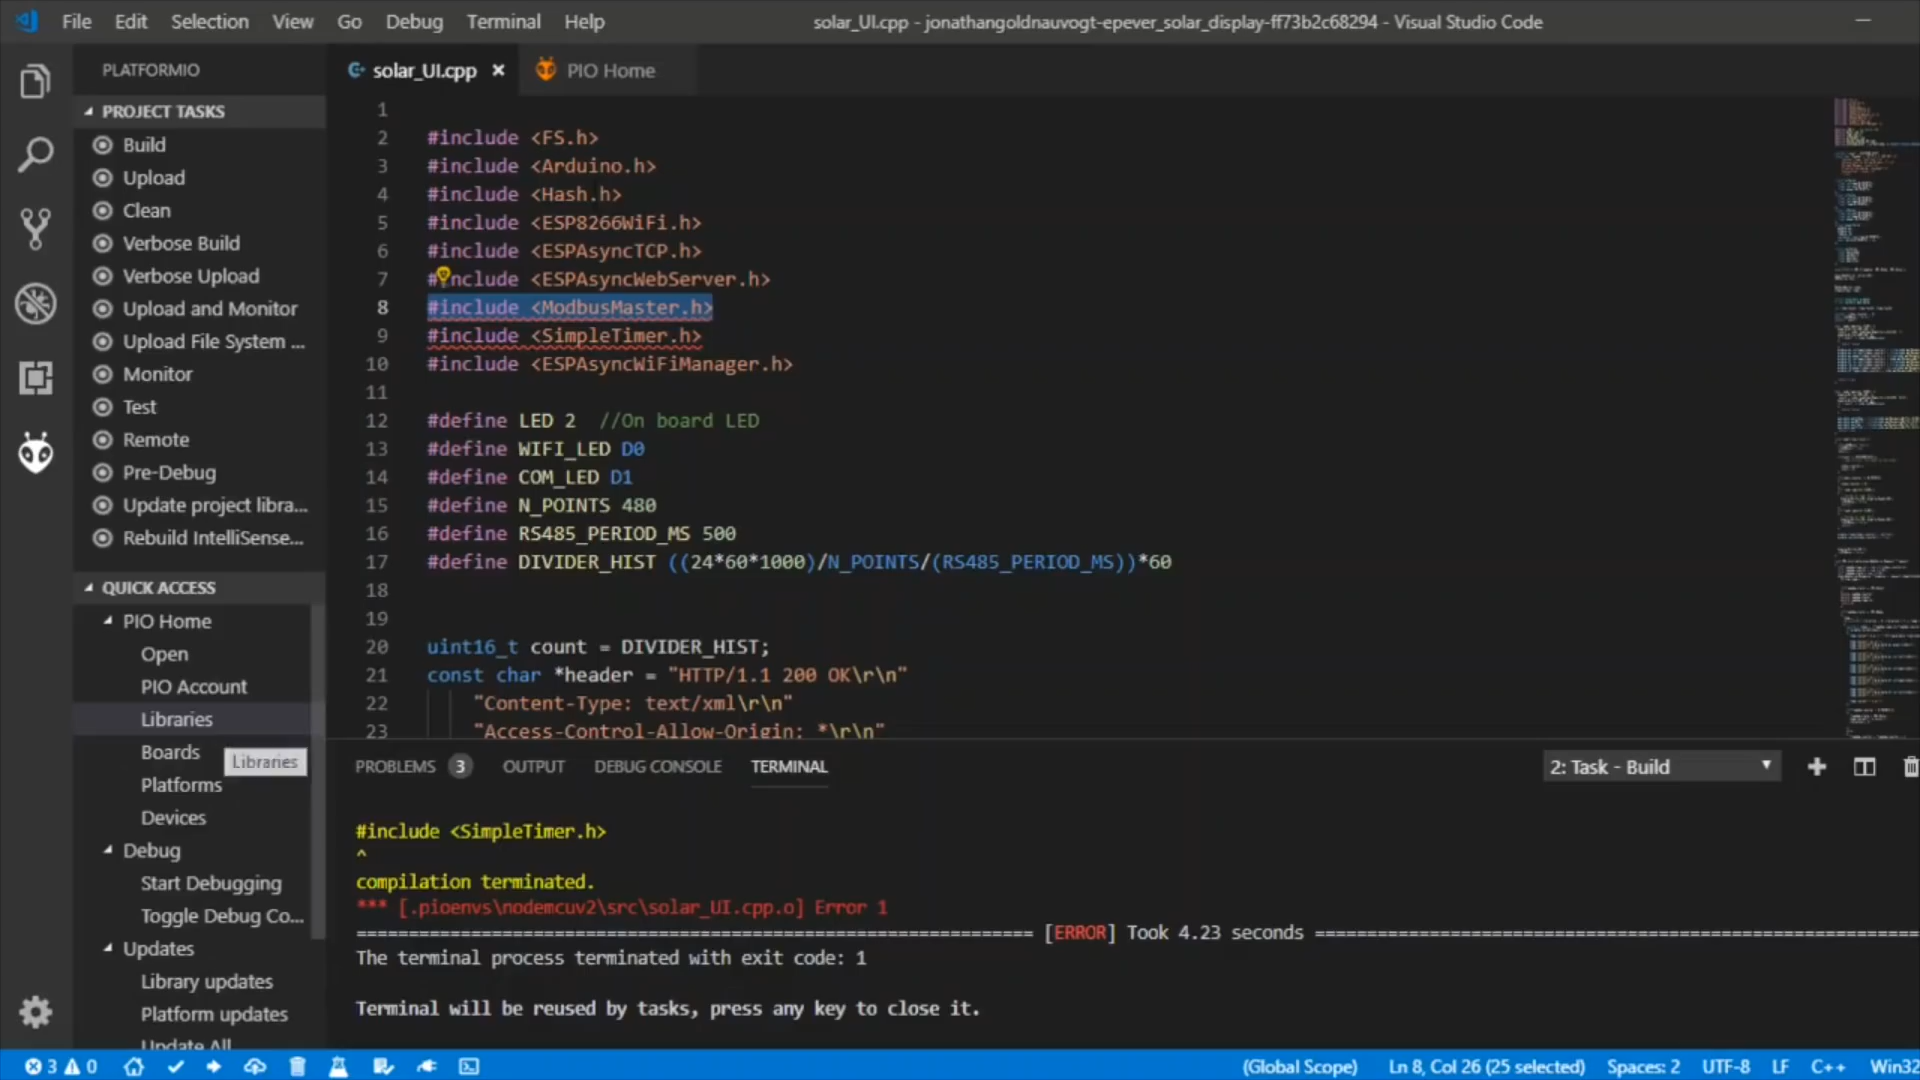 File Edit Selection View Go Debug Terminal Help
solar_UI.cpp - jonathangoldnauvogt-epever_solar_display-ff73b2c68294 - Visual Studio Code
PLATFORMIO
solar_UI.cpp ×
PIO Home
PROJECT TASKS
Build
Upload
Clean
Verbose Build
Verbose Upload
Upload and Monitor
Upload File System ...
Monitor
Test
Remote
Pre-Debug
Update project libra...
Rebuild IntelliSense...
QUICK ACCESS
PIO Home
Open
PIO Account
Libraries
Boards
Libraries
Platforms
Devices
Debug
Start Debugging
Toggle Debug Co...
Updates
Library updates
Platform updates
Update All
1
2 #include <FS.h>
3 #include <Arduino.h>
4 #include <Hash.h>
5 #include <ESP8266WiFi.h>
6 #include <ESPAsyncTCP.h>
7 #include <ESPAsyncWebServer.h>
8 #include <ModbusMaster.h>
9 #include <SimpleTimer.h>
10 #include <ESPAsyncWiFiManager.h>
11
12 #define LED 2 //On board LED
13 #define WIFI_LED D0
14 #define COM_LED D1
15 #define N_POINTS 480
16 #define RS485_PERIOD_MS 500
17 #define DIVIDER_HIST ((24*60*1000)/N_POINTS/(RS485_PERIOD_MS))*60
18
19
20 uint16_t count = DIVIDER_HIST;
21 const char *header = "HTTP/1.1 200 OK\r\n"
22 "Content-Type: text/xml\r\n"
23 "Access-Control-Allow-Origin: *\r\n"
PROBLEMS 3 OUTPUT DEBUG CONSOLE TERMINAL
2: Task - Build
#include <SimpleTimer.h>
^
compilation terminated.
*** [.pioenvs\nodemcuv2\src\solar_UI.cpp.o] Error 1
================================================================= [ERROR] Took 4.23 seconds =================================================================
The terminal process terminated with exit code: 1
Terminal will be reused by tasks, press any key to close it.
3 0
(Global Scope) Ln 8, Col 26 (25 selected) Spaces: 2 UTF-8 LF C++ Win32